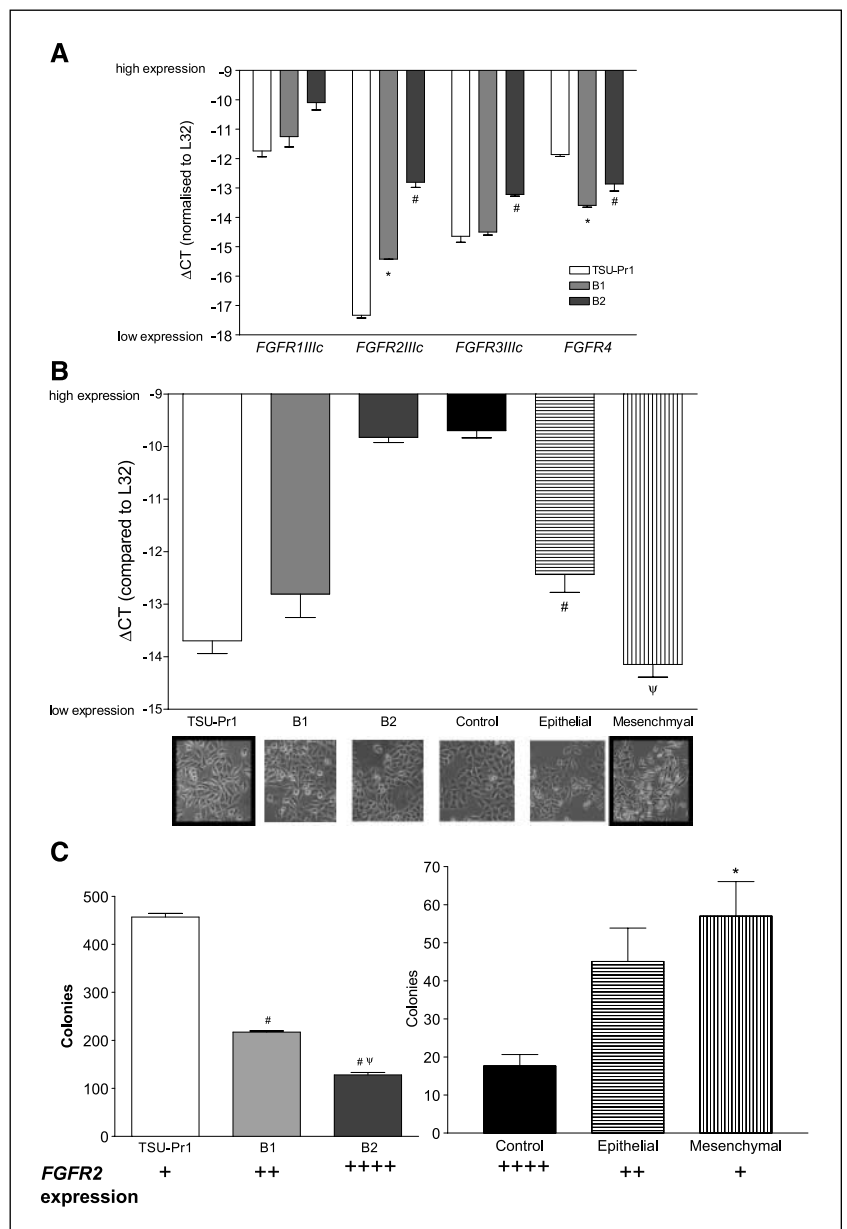 A
high expression
-9
-10
-11
-12
-13
-14
-15
-16
-17
-18
low expression
ΔCT (normalised to L32)
#
#
#
*
*
TSU-Pr1
B1
B2
FGFR1IIIc FGFR2IIIc FGFR3IIIc FGFR4
B
high expression
-9
-10
-11
-12
-13
-14
-15
low expression
ΔCT (compared to L32)
#
ψ
TSU-Pr1 B1 B2 Control Epithelial Mesenchmyal
C
500
400
300
200
100
0
Colonies
#
# ψ
TSU-Pr1 B1 B2
70
60
50
40
30
20
10
0
Colonies
*
Control Epithelial Mesenchymal
FGFR2 + ++ ++++ ++++ ++ +
expression